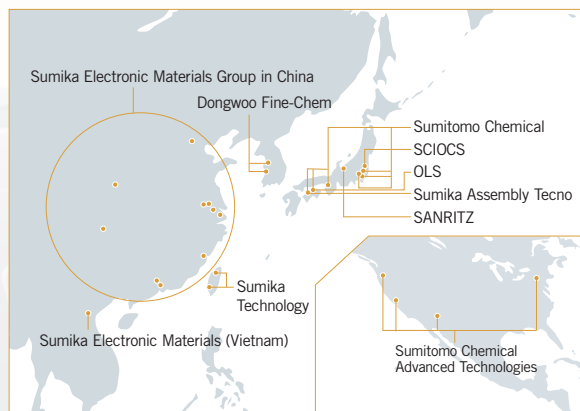 Sumika Electronic Materials Group in China
Dongwoo Fine-Chem
Sumitomo Chemical
SCIOCS
OLS
Sumika Assembly Tecno
SANRITZ
Sumika
Technology
Sumika Electronic Materials (Vietnam)
Sumitomo Chemical
Advanced Technologies